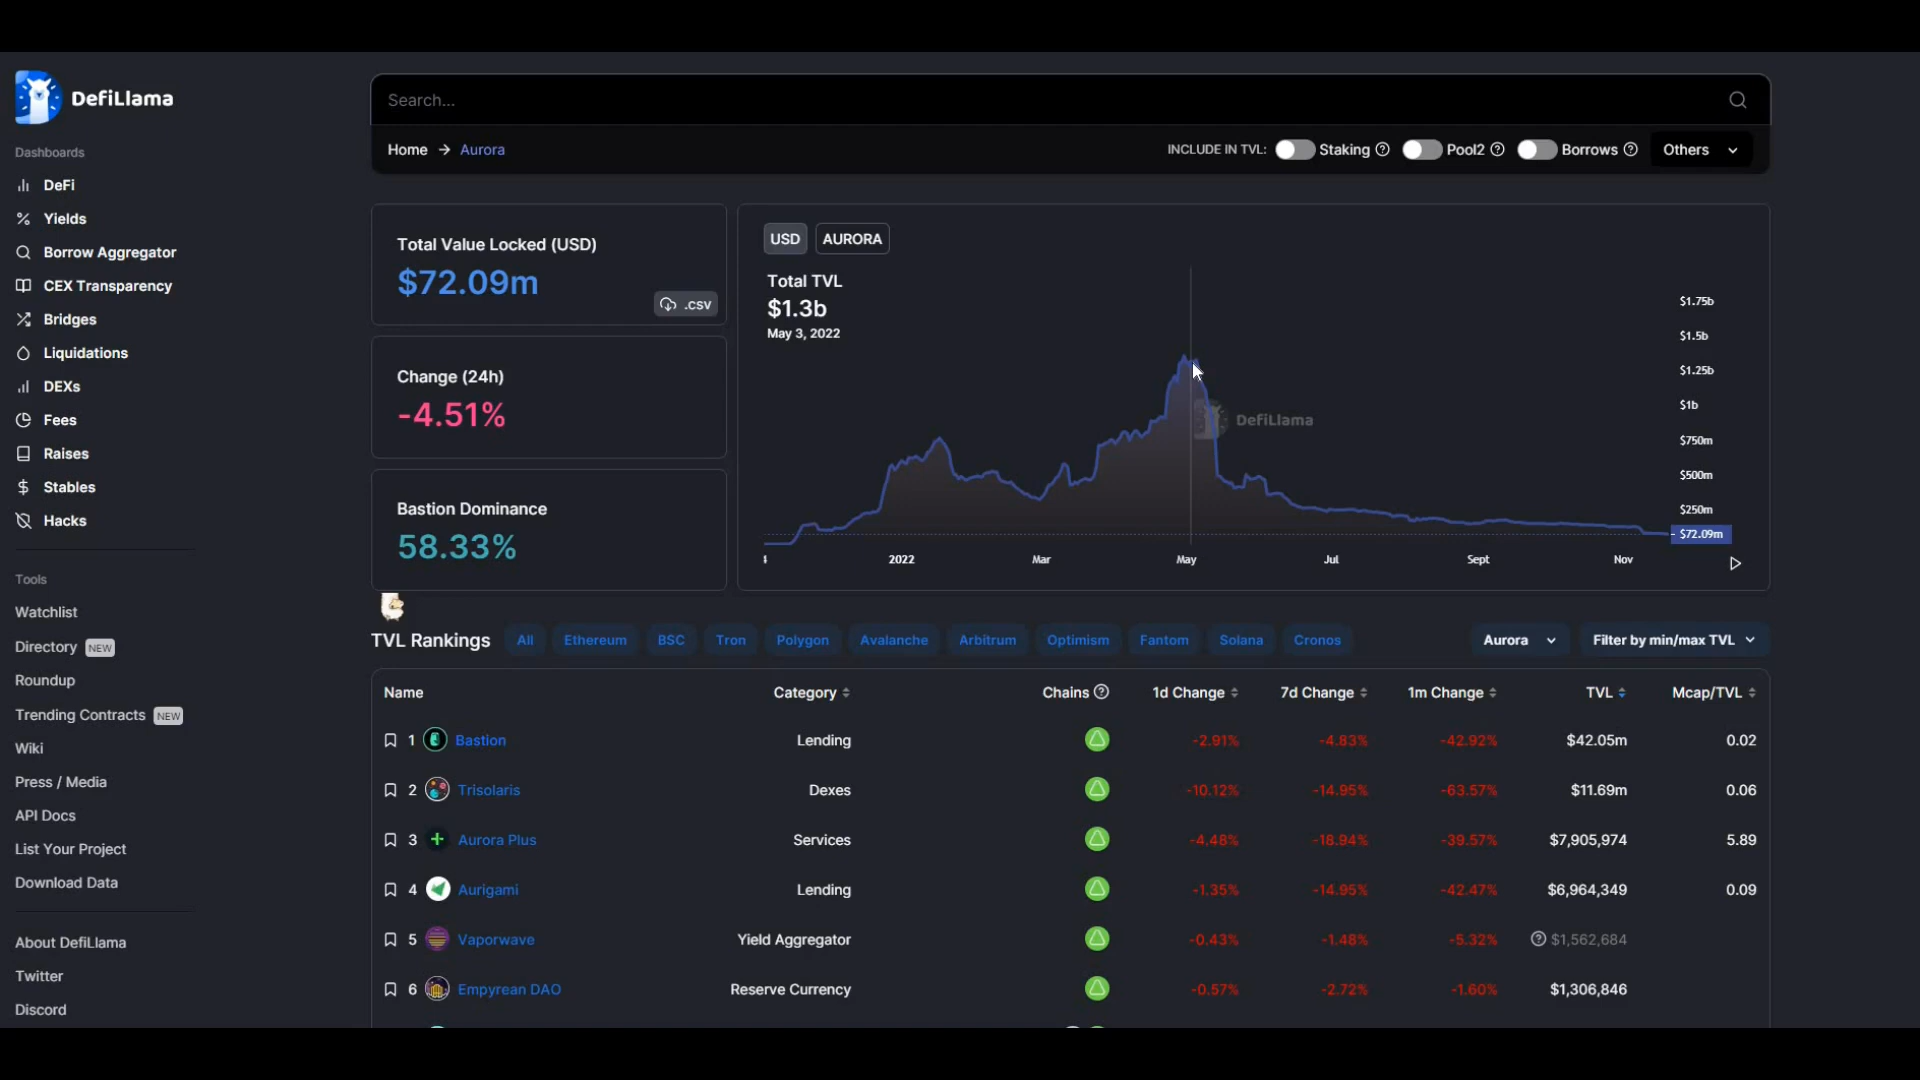 DefiLlama
Search...
Home → Aurora
INCLUDE IN TVL: Staking Pool2 Borrows Others
Dashboards
DeFi
Yields
Borrow Aggregator
CEX Transparency
Bridges
Liquidations
DEXs
Fees
Raises
Stables
Hacks
Tools
Watchlist
Directory NEW
Roundup
Trending Contracts NEW
Wiki
Press / Media
API Docs
List Your Project
Download Data
About DefiLlama
Twitter
Discord
Total Value Locked (USD)
$72.09m
.csv
Change (24h)
-4.51%
Bastion Dominance
58.33%
USD AURORA
Total TVL
$1.3b
May 3, 2022
DefiLlama
$1.75b
$1.5b
$1.25b
$1b
$750m
$500m
$250m
$72.09m
2022 Mar May Jul Sept Nov
TVL Rankings All Ethereum BSC Tron Polygon Avalanche Arbitrum Optimism Fantom Solana Cronos Aurora Filter by min/max TVL
Name Category Chains 1d Change 7d Change 1m Change TVL Mcap/TVL
1 Bastion Lending -2.91% -4.83% -42.92% $42.05m 0.02
2 Trisolaris Dexes -10.12% -14.95% -63.57% $11.69m 0.06
3 Aurora Plus Services -4.48% -18.94% -39.57% $7,905,974 5.89
4 Aurigami Lending -1.35% -14.95% -42.47% $6,964,349 0.09
5 Vaporwave Yield Aggregator -0.43% -1.48% -5.32% $1,562,684
6 Empyrean DAO Reserve Currency -0.57% -2.72% -1.60% $1,306,846